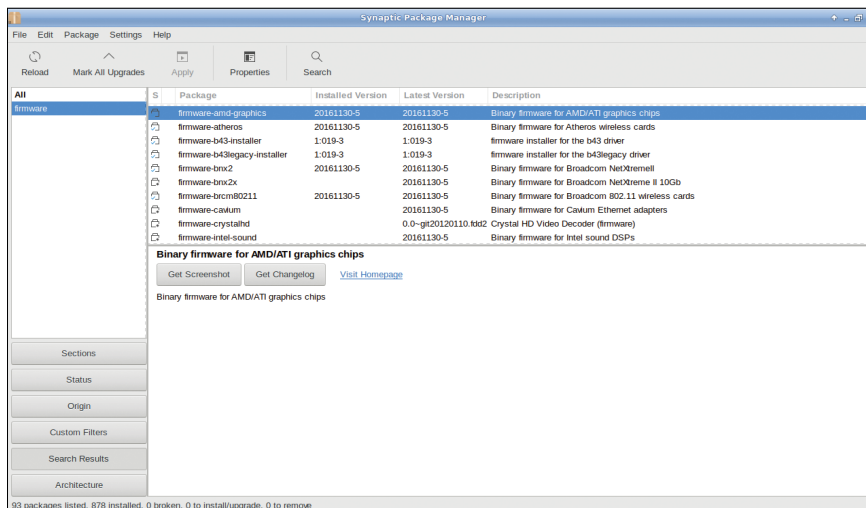 Synaptic Package Manager
File Edit Package Settings Help
Reload Mark All Upgrades Apply Properties Search
All
firmware
S Package Installed Version Latest Version Description
firmware-amd-graphics 20161130-5 20161130-5 Binary firmware for AMD/ATI graphics chips
firmware-atheros 20161130-5 20161130-5 Binary firmware for Atheros wireless cards
firmware-b43-installer 1:019-3 1:019-3 firmware installer for the b43 driver
firmware-b43legacy-installer 1:019-3 1:019-3 firmware installer for the b43legacy driver
firmware-bnx2 20161130-5 20161130-5 Binary firmware for Broadcom NetXtremeII
firmware-bnx2x 20161130-5 Binary firmware for Broadcom NetXtreme II 10Gb
firmware-brcm80211 20161130-5 20161130-5 Binary firmware for Broadcom 802.11 wireless cards
firmware-cavium 20161130-5 Binary firmware for Cavium Ethernet adapters
firmware-crystalhd 0.0~git20120110.fdd2 Crystal HD Video Decoder (firmware)
firmware-intel-sound 20161130-5 Binary firmware for Intel sound DSPs
Binary firmware for AMD/ATI graphics chips
Get Screenshot Get Changelog Visit Homepage
Binary firmware for AMD/ATI graphics chips
Sections
Status
Origin
Custom Filters
Search Results
Architecture
93 packages listed, 878 installed, 0 broken. 0 to install/upgrade, 0 to remove